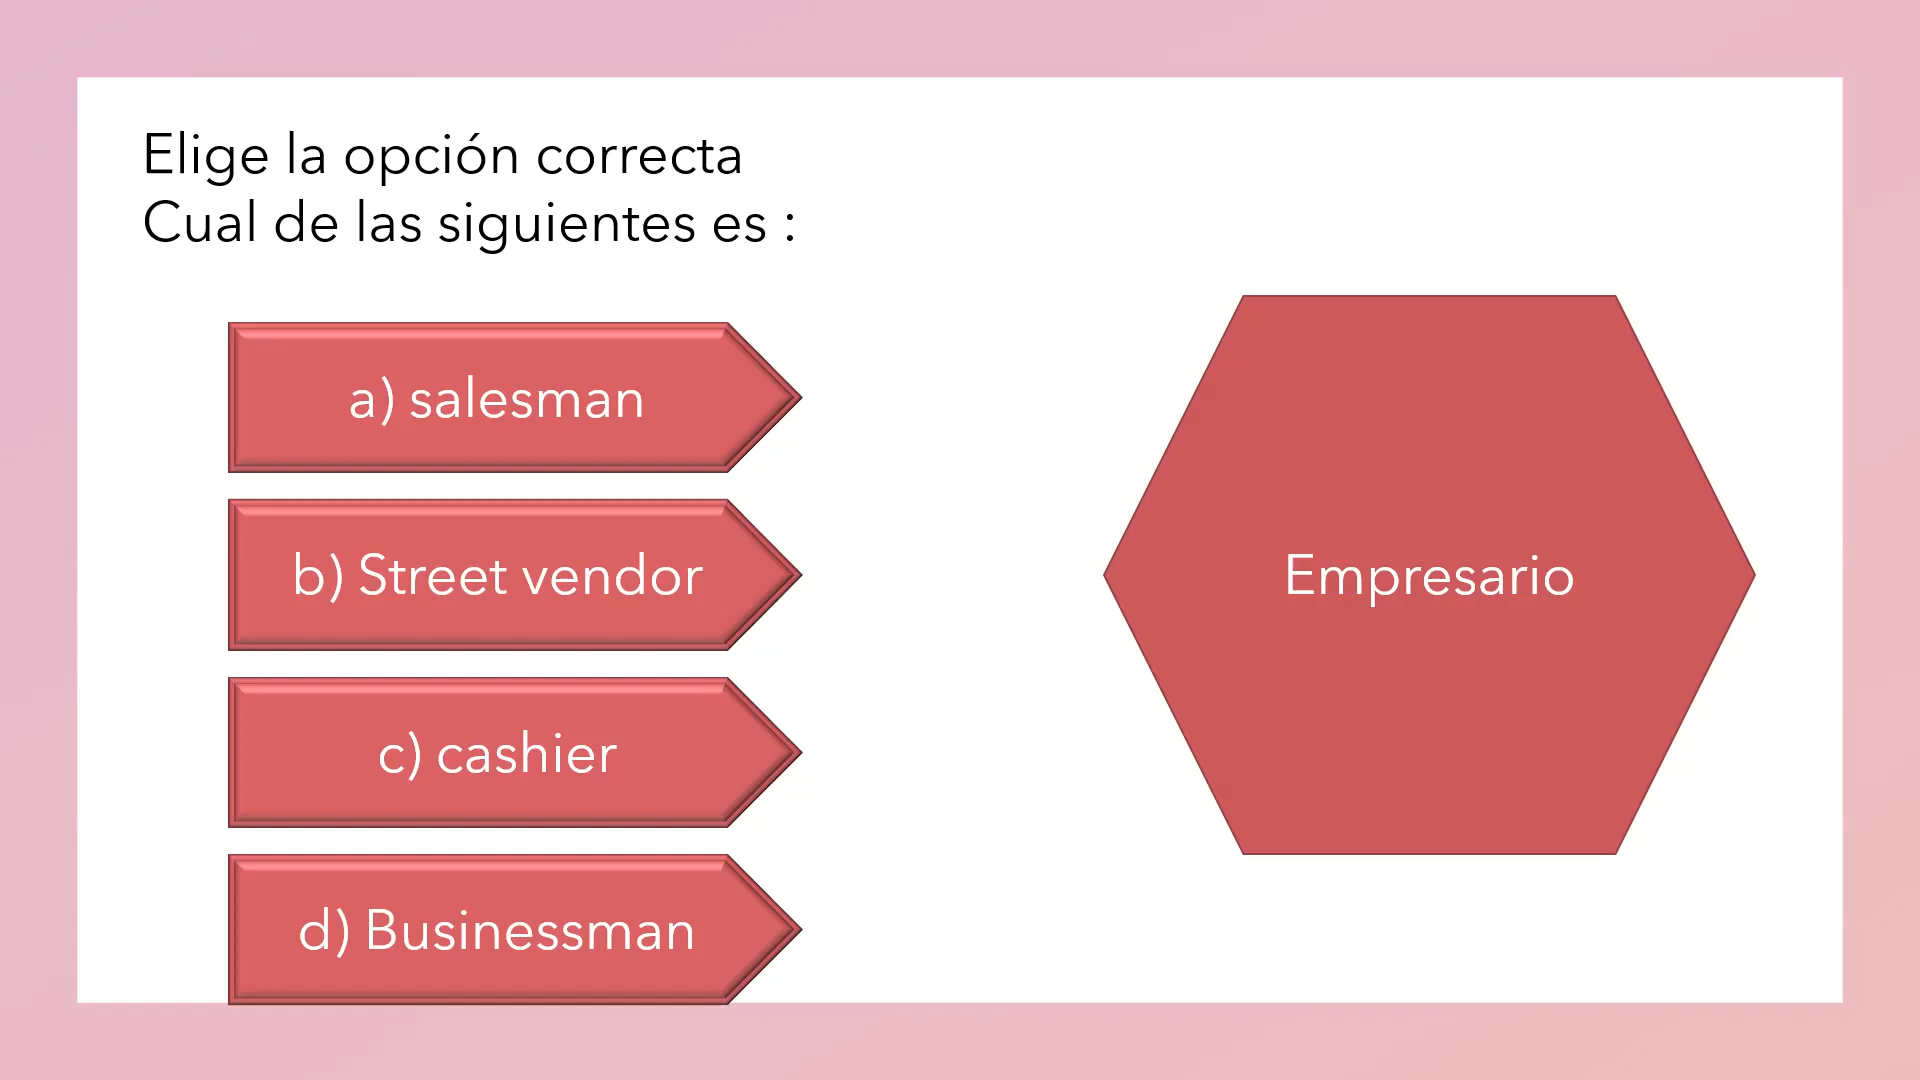 Elige la opción correcta
Cual de las siguientes es :
a) salesman
b) Street vendor
c) cashier
d) Businessman
Empresario